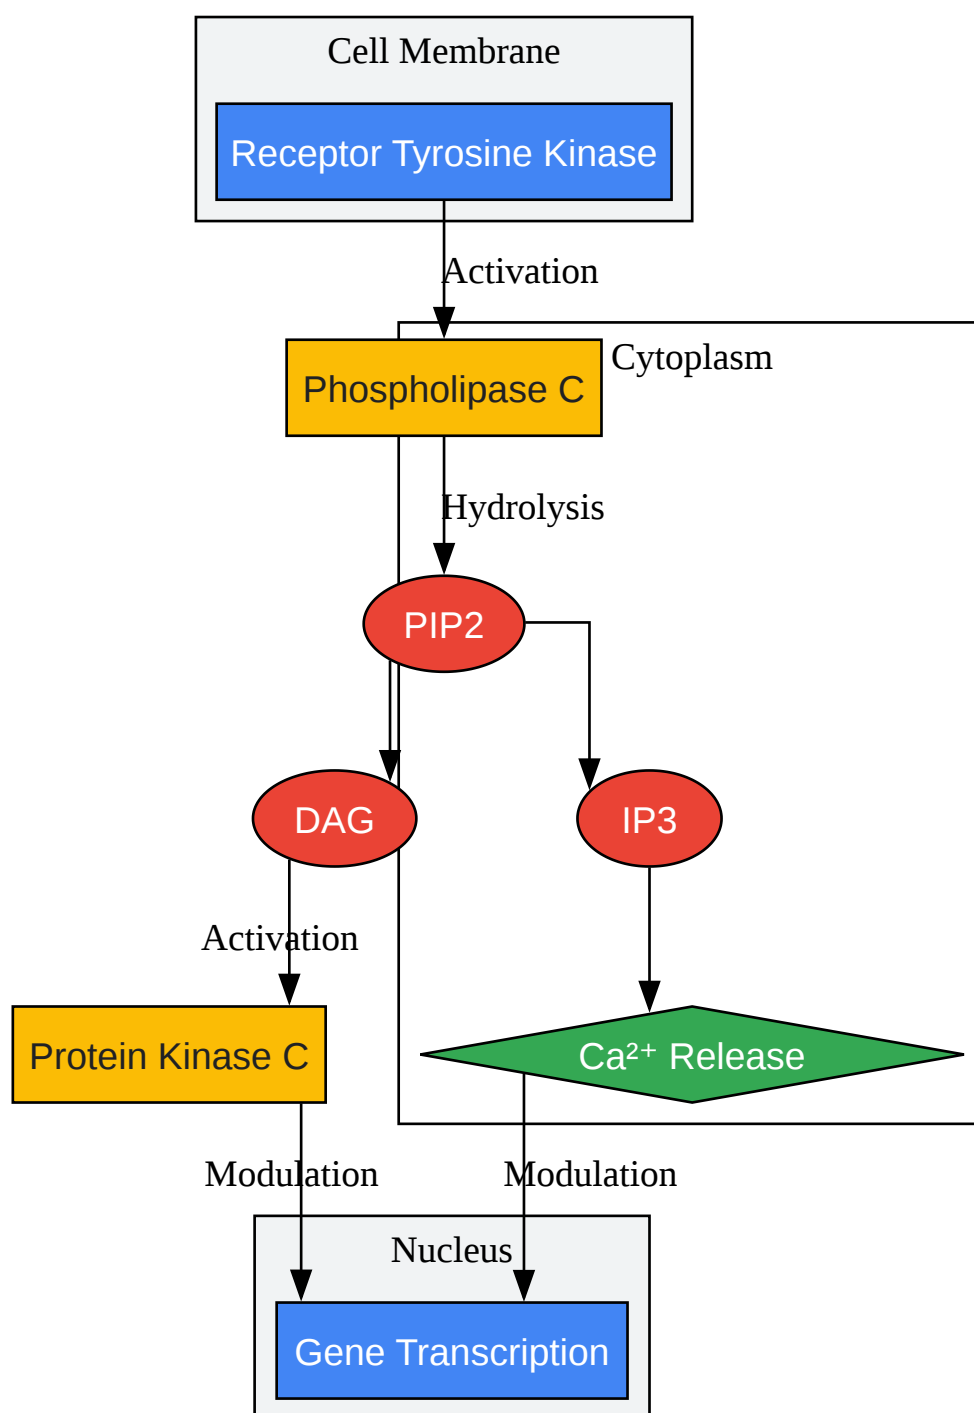 Cell Membrane
Receptor Tyrosine Kinase
Activation
Cytoplasm
Phospholipase C
Hydrolysis
PIP2
DAG
IP3
Activation
Protein Kinase C
Ca²⁺ Release
Modulation
Modulation
Nucleus
Gene Transcription